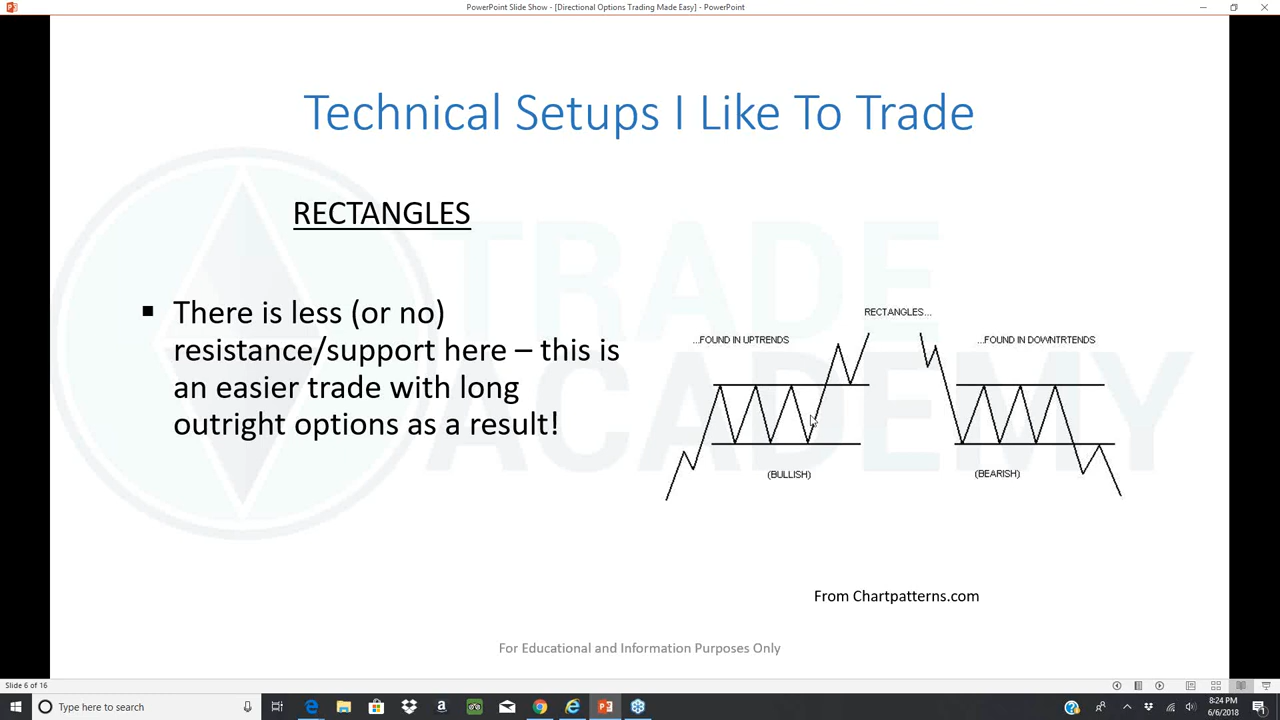 PowerPoint Slide Show - [Directional Options Trading Made Easy] - PowerPoint
Technical Setups I Like To Trade
RECTANGLES
▪ There is less (or no)
resistance/support here – this is
an easier trade with long
outright options as a result!
TRADE
ACADEMY
RECTANGLES...
...FOUND IN UPTRENDS
...FOUND IN DOWNTRTENDS
(BULLISH)
(BEARISH)
From Chartpatterns.com
For Educational and Information Purposes Only
Slide 6 of 16
Type here to search
8:24 PM
6/6/2018